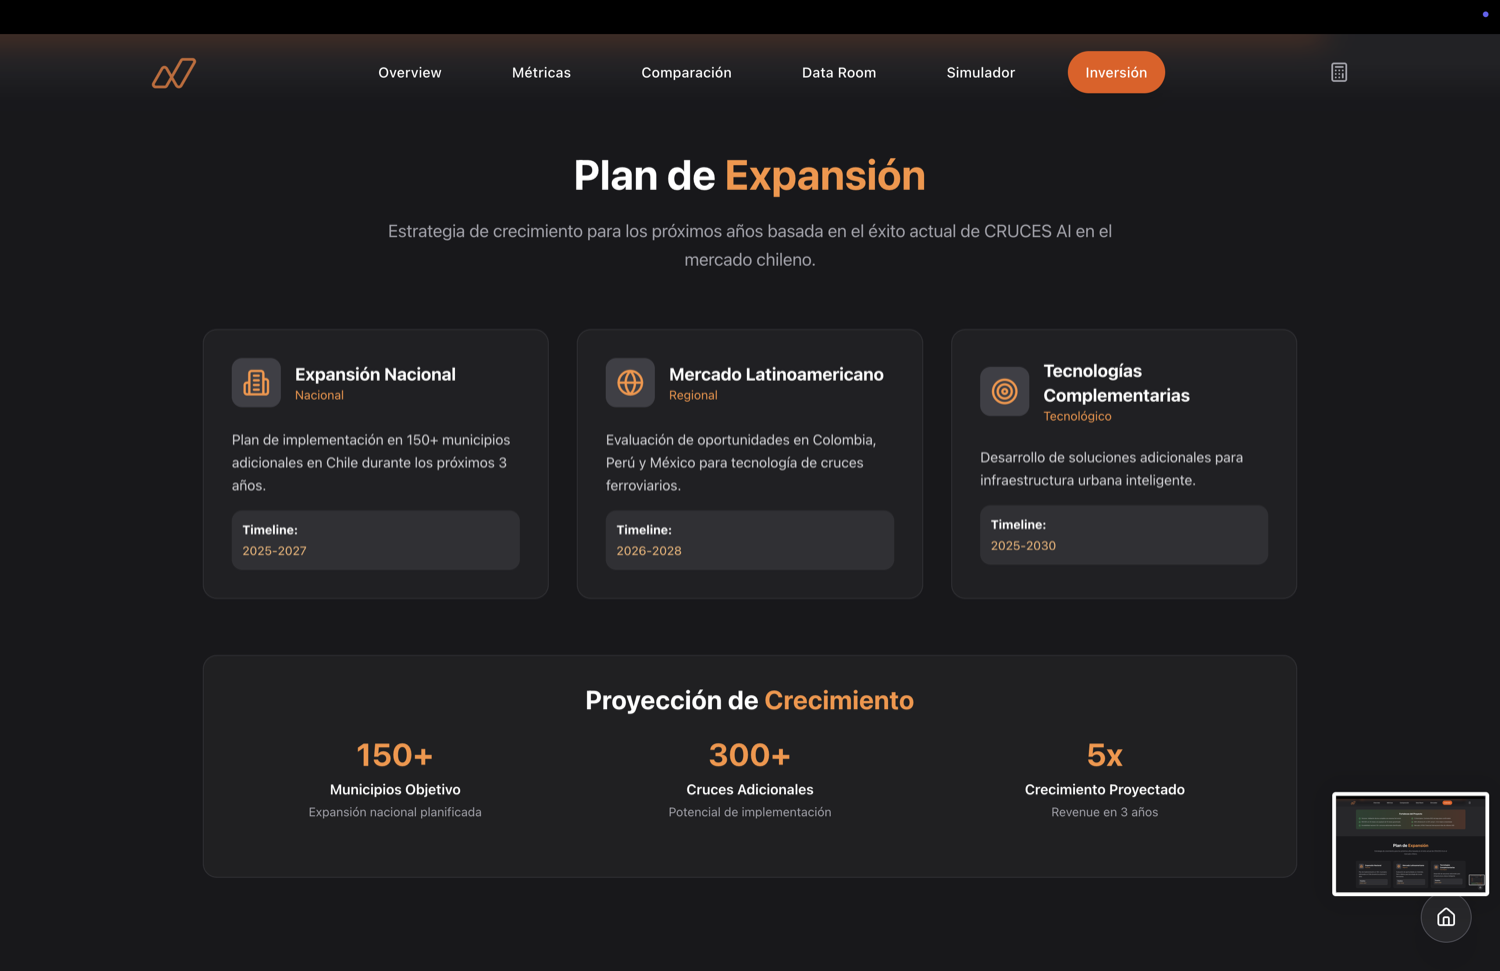 Overview
Métricas
Comparación
Data Room
Simulador
Inversión
Plan de Expansión
Estrategia de crecimiento para los próximos años basada en el éxito actual de CRUCES AI en el
mercado chileno.
Expansión Nacional
Nacional
Plan de implementación en 150+ municipios
adicionales en Chile durante los próximos 3
años.
Timeline:
2025-2027
Mercado Latinoamericano
Regional
Evaluación de oportunidades en Colombia,
Perú y México para tecnología de cruces
ferroviarios.
Timeline:
2026-2028
Tecnologías
Complementarias
Tecnológico
Desarrollo de soluciones adicionales para
infraestructura urbana inteligente.
Timeline:
2025-2030
Proyección de Crecimiento
150+
Municipios Objetivo
Expansión nacional planificada
300+
Cruces Adicionales
Potencial de implementación
5x
Crecimiento Proyectado
Revenue en 3 años
Plan de Expansión